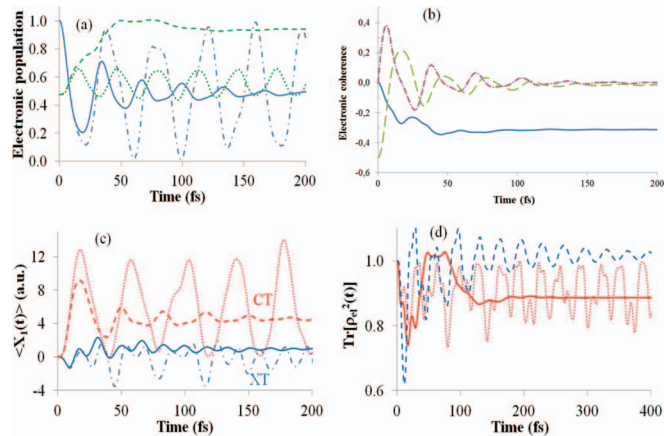 (a)
Electronic population
1.0
0.8
0.6
0.4
0.2
0.0
0
50
100
150
200
Time (fs)
(b)
Electronic coherence
0,4
0,2
0,0
-0,2
-0,4
-0,6
0
50
100
150
200
Time (fs)
(c)
<X_i(t)> (a.u.)
12
8
4
0
-4
CT
XT
0
50
100
150
200
Time (fs)
(d)
Tr[ρ_el²(t)]
1.0
0.8
0.6
0
100
200
300
400
Time (fs)